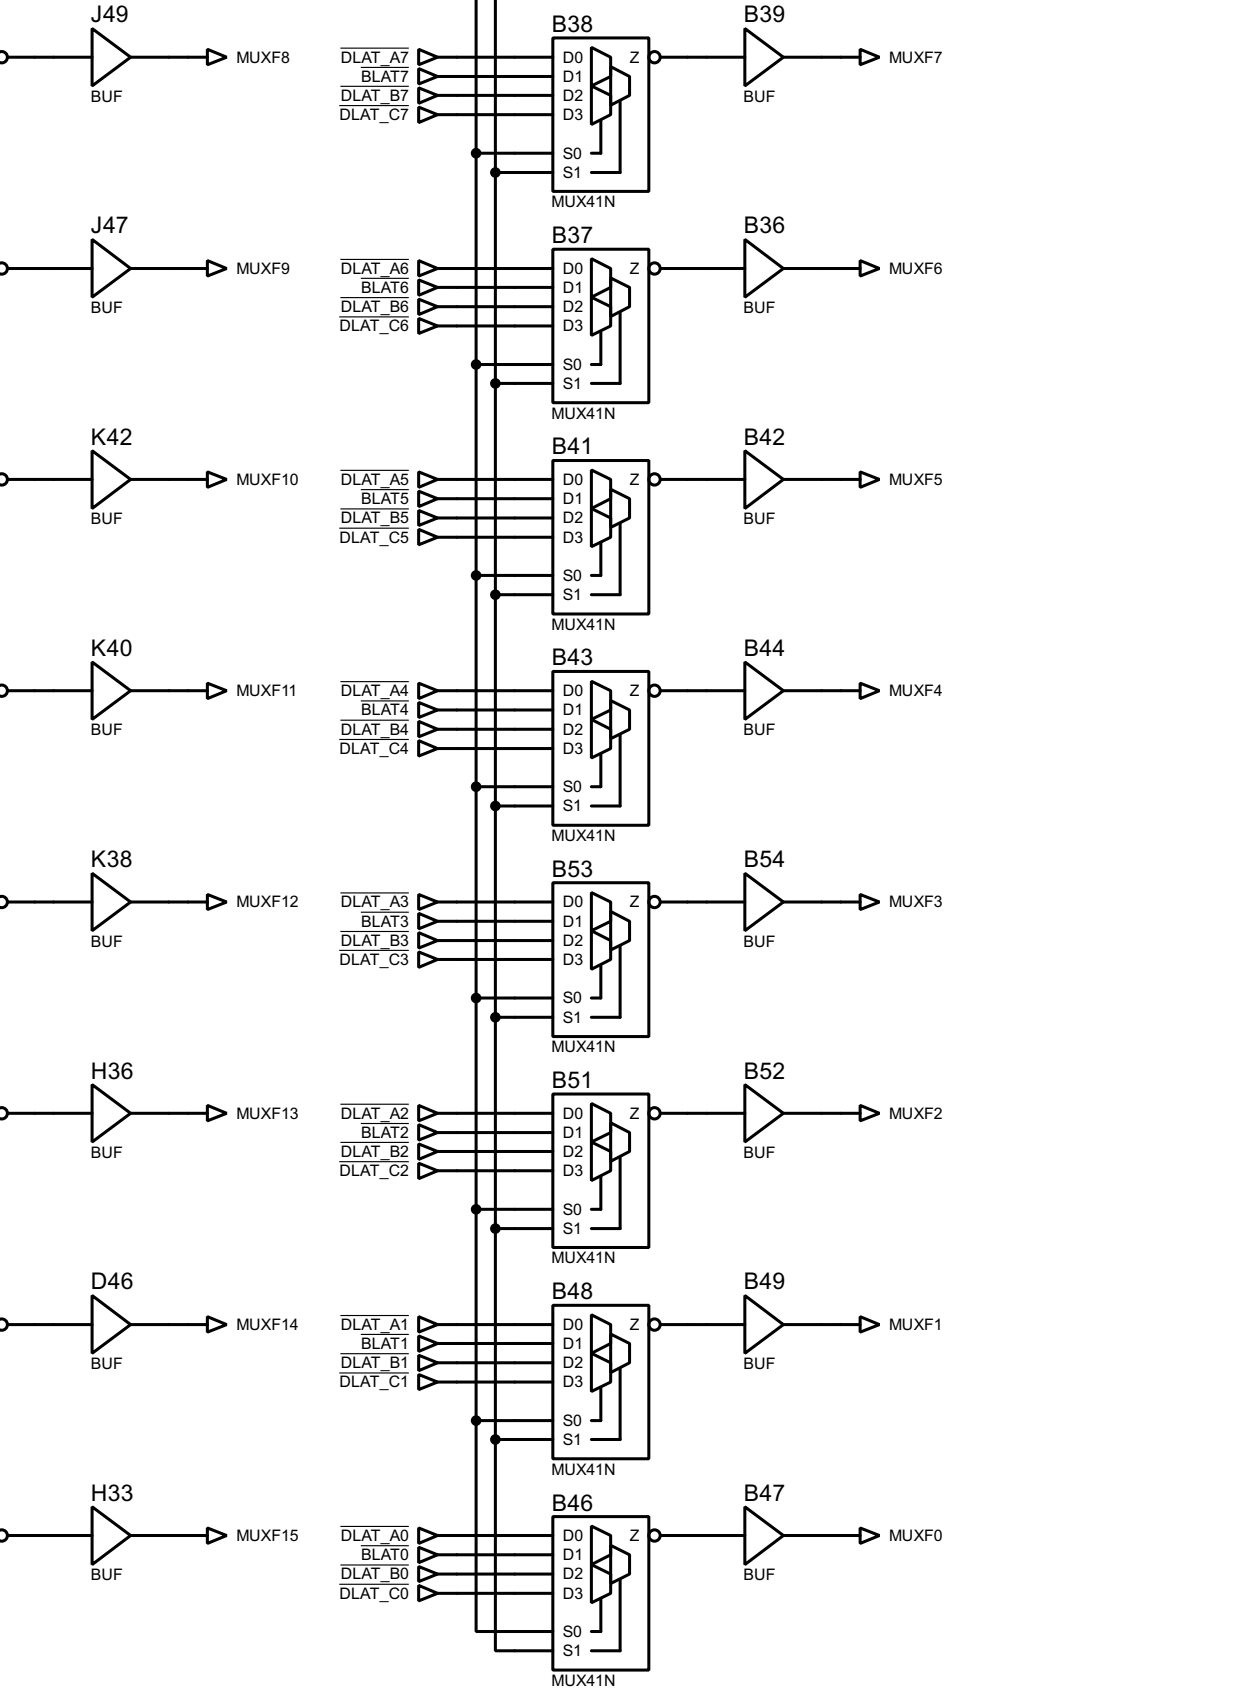 J49
BUF
MUXF8
DLAT_A7
BLAT7
DLAT_B7
DLAT_C7
B38
D0 Z
D1
D2
D3
S0
S1
MUX41N
B39
BUF
MUXF7
J47
BUF
MUXF9
DLAT_A6
BLAT6
DLAT_B6
DLAT_C6
B37
D0 Z
D1
D2
D3
S0
S1
MUX41N
B36
BUF
MUXF6
K42
BUF
MUXF10
DLAT_A5
BLAT5
DLAT_B5
DLAT_C5
B41
D0 Z
D1
D2
D3
S0
S1
MUX41N
B42
BUF
MUXF5
K40
BUF
MUXF11
DLAT_A4
BLAT4
DLAT_B4
DLAT_C4
B43
D0 Z
D1
D2
D3
S0
S1
MUX41N
B44
BUF
MUXF4
K38
BUF
MUXF12
DLAT_A3
BLAT3
DLAT_B3
DLAT_C3
B53
D0 Z
D1
D2
D3
S0
S1
MUX41N
B54
BUF
MUXF3
H36
BUF
MUXF13
DLAT_A2
BLAT2
DLAT_B2
DLAT_C2
B51
D0 Z
D1
D2
D3
S0
S1
MUX41N
B52
BUF
MUXF2
D46
BUF
MUXF14
DLAT_A1
BLAT1
DLAT_B1
DLAT_C1
B48
D0 Z
D1
D2
D3
S0
S1
MUX41N
B49
BUF
MUXF1
H33
BUF
MUXF15
DLAT_A0
BLAT0
DLAT_B0
DLAT_C0
B46
D0 Z
D1
D2
D3
S0
S1
MUX41N
B47
BUF
MUXF0